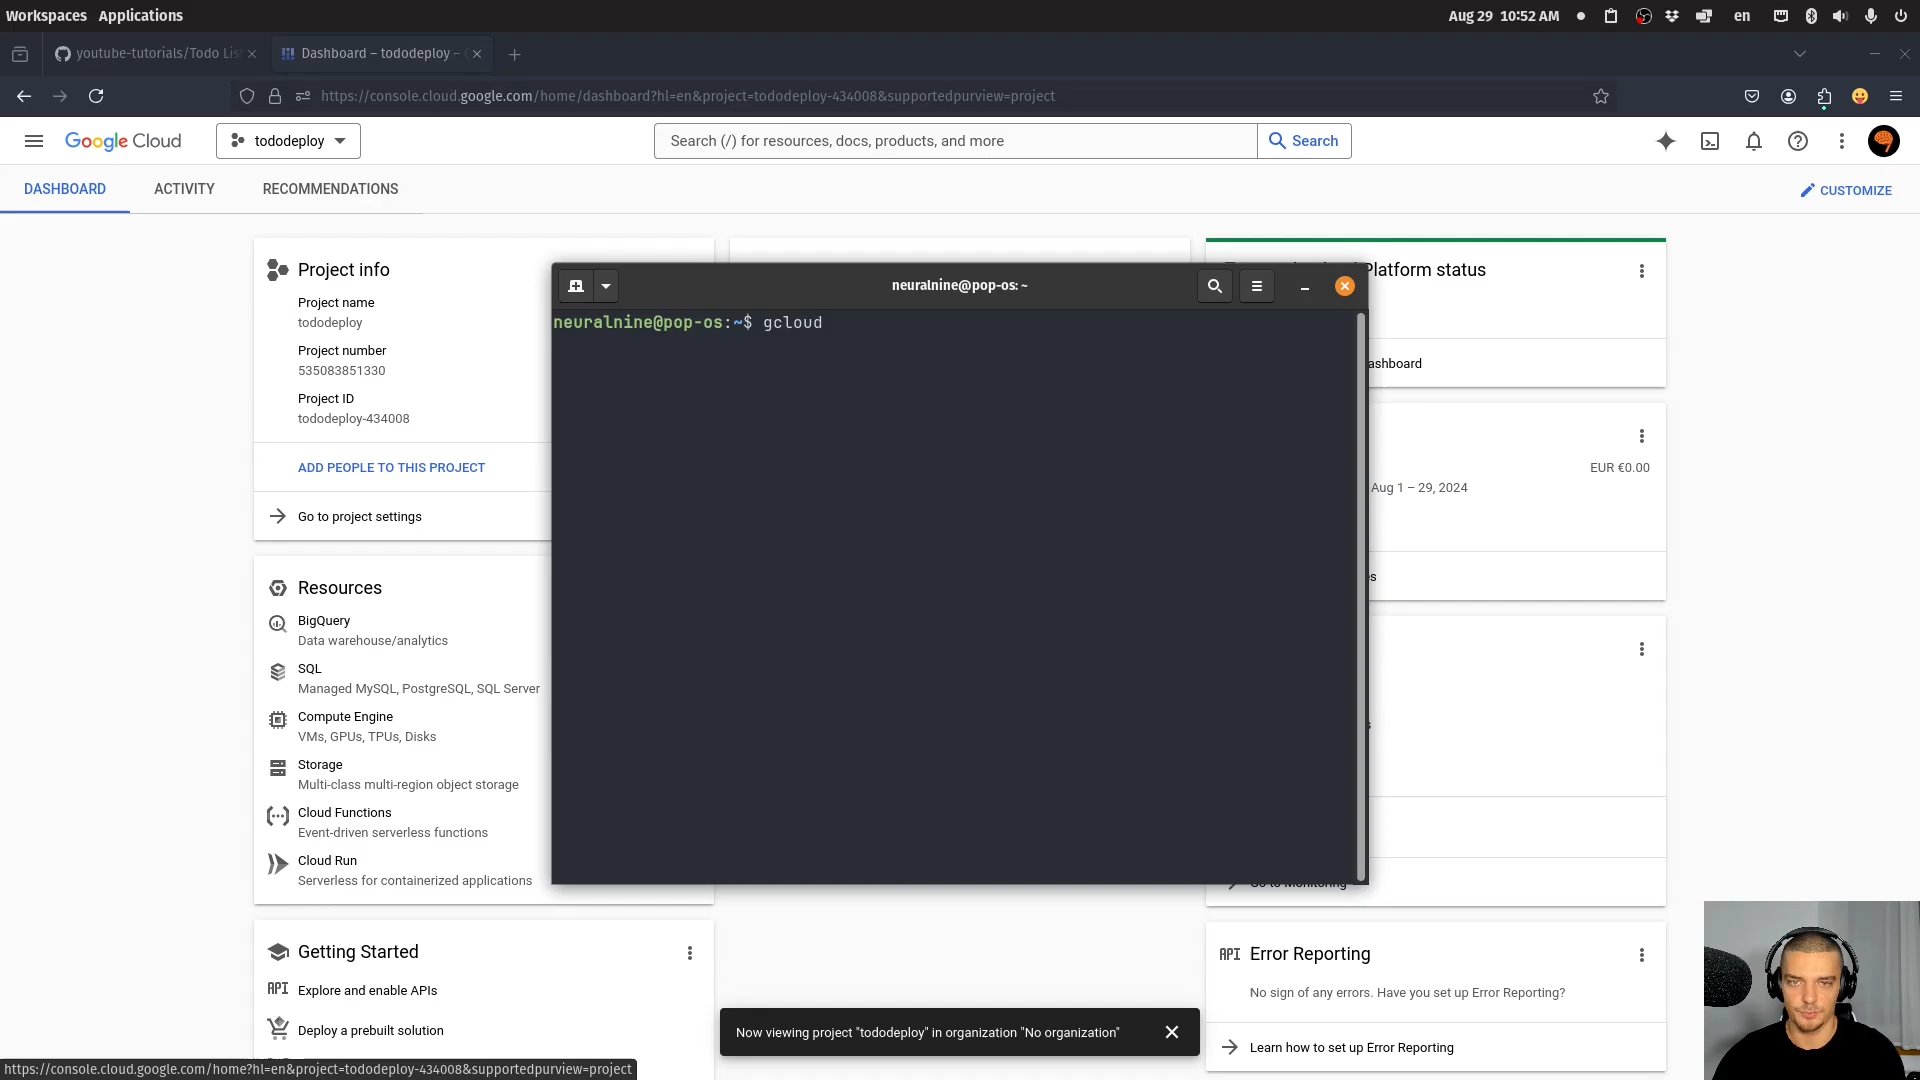 Workspaces Applications
Aug 29 10:52 AM
en
youtube-tutorials/Todo Lis
Dashboard – tododeploy –
https://console.cloud.google.com/home/dashboard?hl=en&project=tododeploy-434008&supportedpurview=project
Google Cloud
tododeploy
Search (/) for resources, docs, products, and more
Search
DASHBOARD
ACTIVITY
RECOMMENDATIONS
CUSTOMIZE
Project info
Project name
tododeploy
Project number
535083851330
Project ID
tododeploy-434008
ADD PEOPLE TO THIS PROJECT
Go to project settings
Resources
BigQuery
Data warehouse/analytics
SQL
Managed MySQL, PostgreSQL, SQL Server
Compute Engine
VMs, GPUs, TPUs, Disks
Storage
Multi-class multi-region object storage
Cloud Functions
Event-driven serverless functions
Cloud Run
Serverless for containerized applications
Getting Started
API Explore and enable APIs
Deploy a prebuilt solution
neuralnine@pop-os: ~
neuralnine@pop-os:~$ gcloud
Platform status
ashboard
EUR €0.00
Aug 1 – 29, 2024
es
s
Go to Monitoring
API Error Reporting
No sign of any errors. Have you set up Error Reporting?
Learn how to set up Error Reporting
Now viewing project "tododeploy" in organization "No organization"
https://console.cloud.google.com/home?hl=en&project=tododeploy-434008&supportedpurview=project